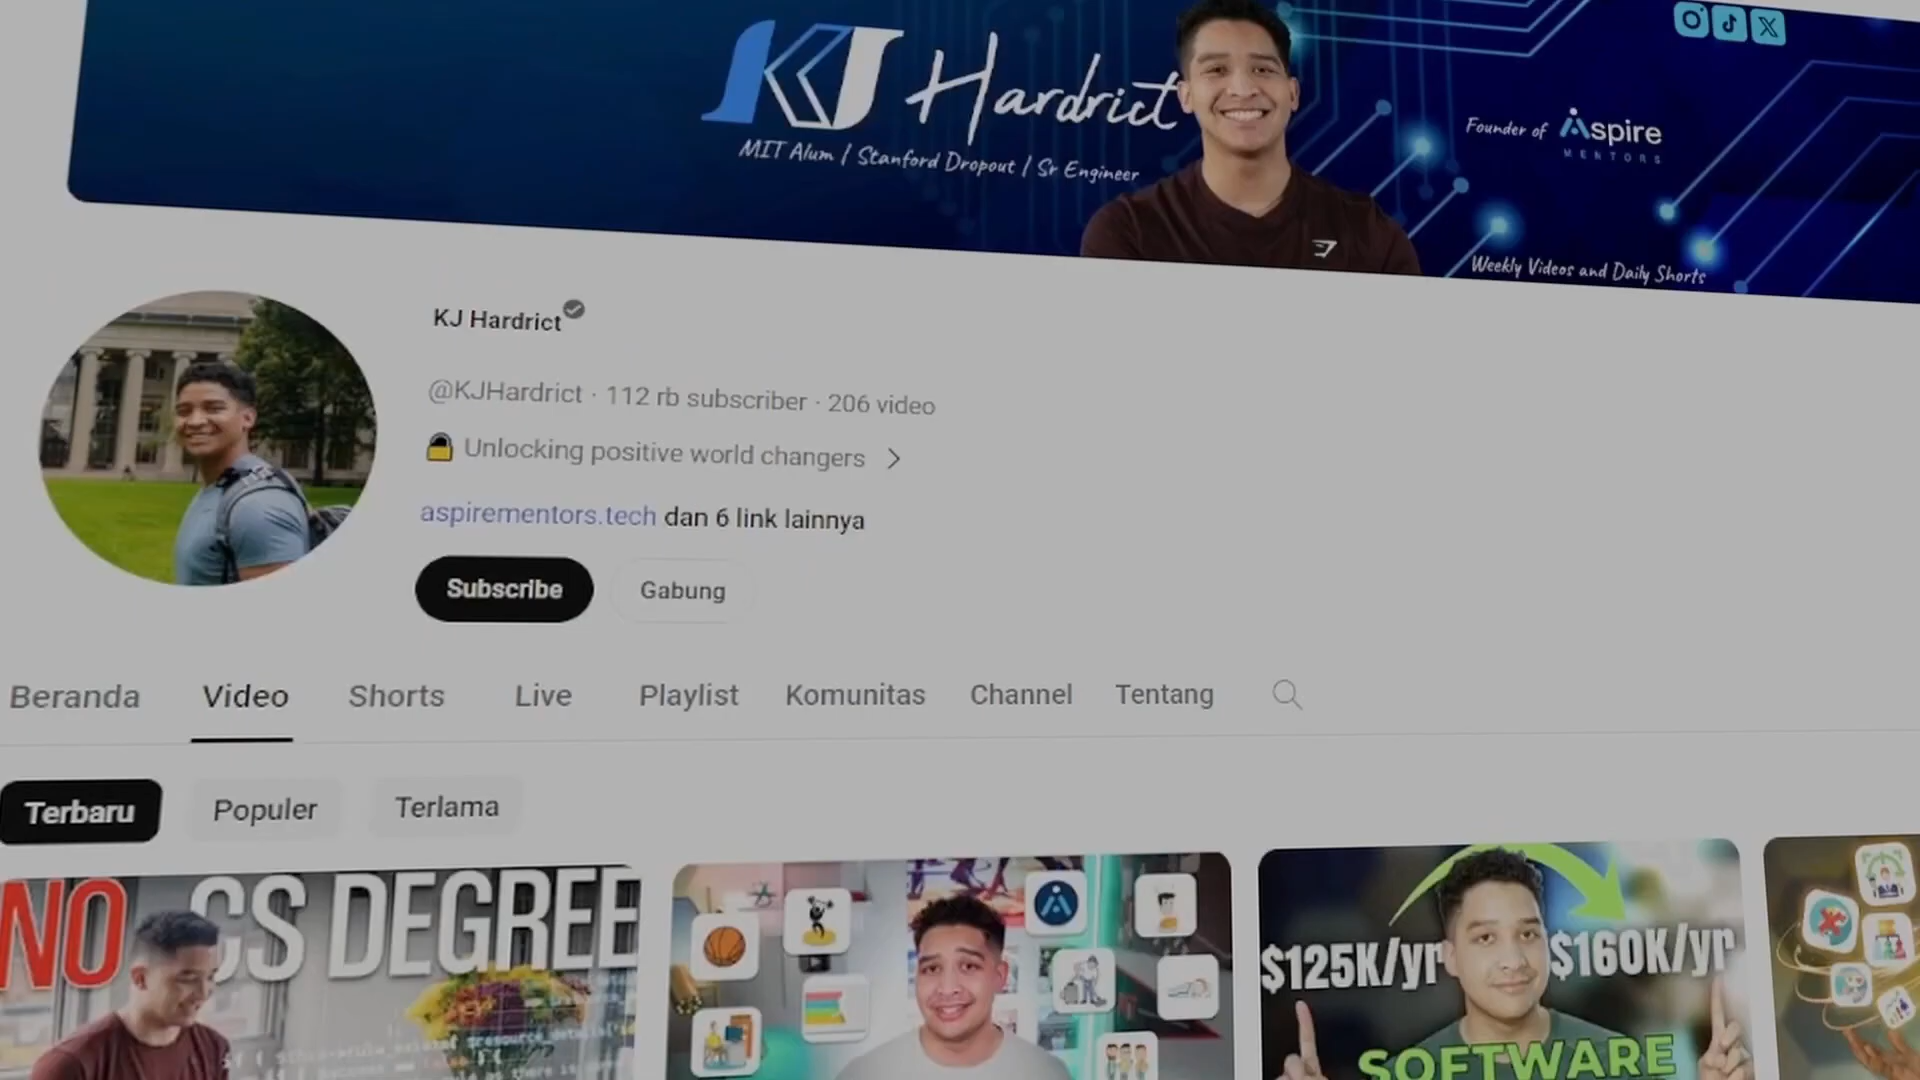 KJ Hardrict
MIT Alum | Stanford Dropout | Sr Engineer
Founder of Aspire
MENTORS
Weekly Videos and Daily Shorts
KJ Hardrict
@KJHardrict · 112 rb subscriber · 206 video
Unlocking positive world changers
aspirementors.tech dan 6 link lainnya
Subscribe Gabung
Beranda Video Shorts Live Playlist Komunitas Channel Tentang
Terbaru Populer Terlama
NO CS DEGREE
$125K/yr $160K/yr
SOFTWARE